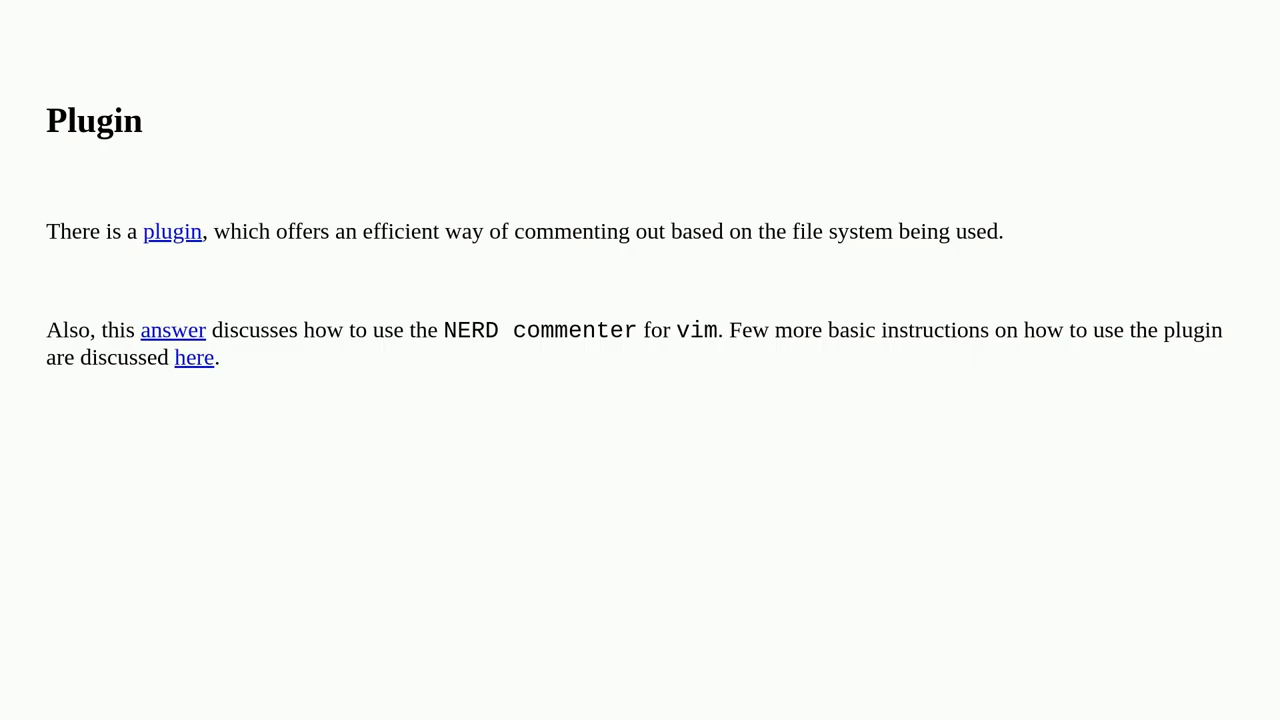 Plugin
There is a plugin, which offers an efficient way of commenting out based on the file system being used.
Also, this answer discusses how to use the NERD commenter for vim. Few more basic instructions on how to use the plugin
are discussed here.